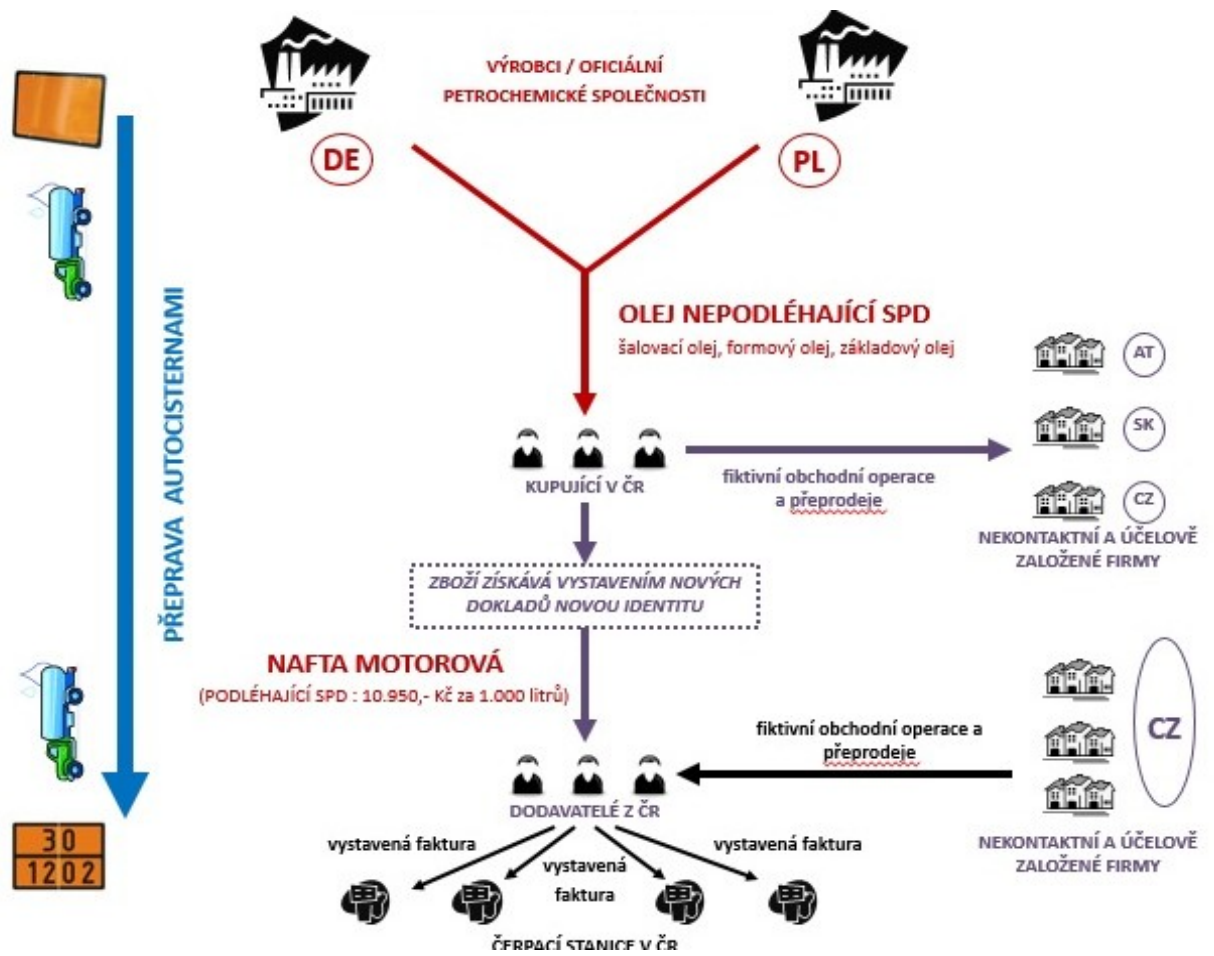 VÝROBCI / OFICIÁLNÍ
PETROCHEMICKÉ SPOLEČNOSTI
DE
PL
OLEJ NEPODLÉHAJÍCÍ SPD
šalovací olej, formový olej, základový olej
AT
SK
CZ
KUPUJÍCÍ V ČR
fiktivní obchodní operace
a přeprodeje
NEKONTAKTNÍ A ÚČELOVĚ
ZALOŽENÉ FIRMY
PŘEPRAVA AUTOCISTERNAMI
ZBOŽÍ ZÍSKÁVÁ VYSTAVENÍM NOVÝCH
DOKLADŮ NOVOU IDENTITU
NAFTA MOTOROVÁ
(PODLÉHAJÍCÍ SPD : 10.950,- Kč za 1.000 litrů)
fiktivní obchodní operace a
přeprodeje
CZ
DODAVATELÉ Z ČR
NEKONTAKTNÍ A ÚČELOVĚ
ZALOŽENÉ FIRMY
30
1202
vystavená faktura
vystavená
faktura
vystavená faktura
ČERPACÍ STANICE V ČR